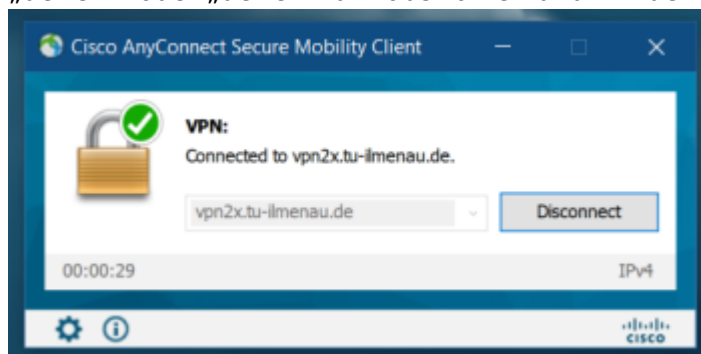 Cisco AnyConnect Secure Mobility Client
VPN:
Connected to vpn2x.tu-ilmenau.de.
vpn2x.tu-ilmenau.de
Disconnect
00:00:29
IPv4
cisco